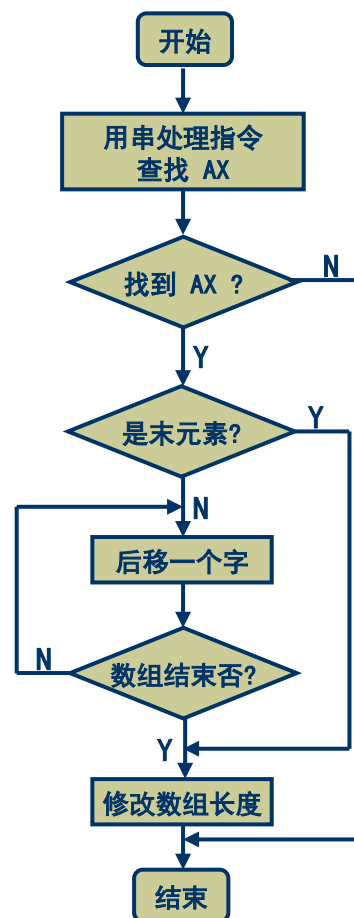 开始
用串处理指令
查找 AX
找到 AX ?
N
Y
是末元素?
Y
N
后移一个字
数组结束否?
N
Y
修改数组长度
结束